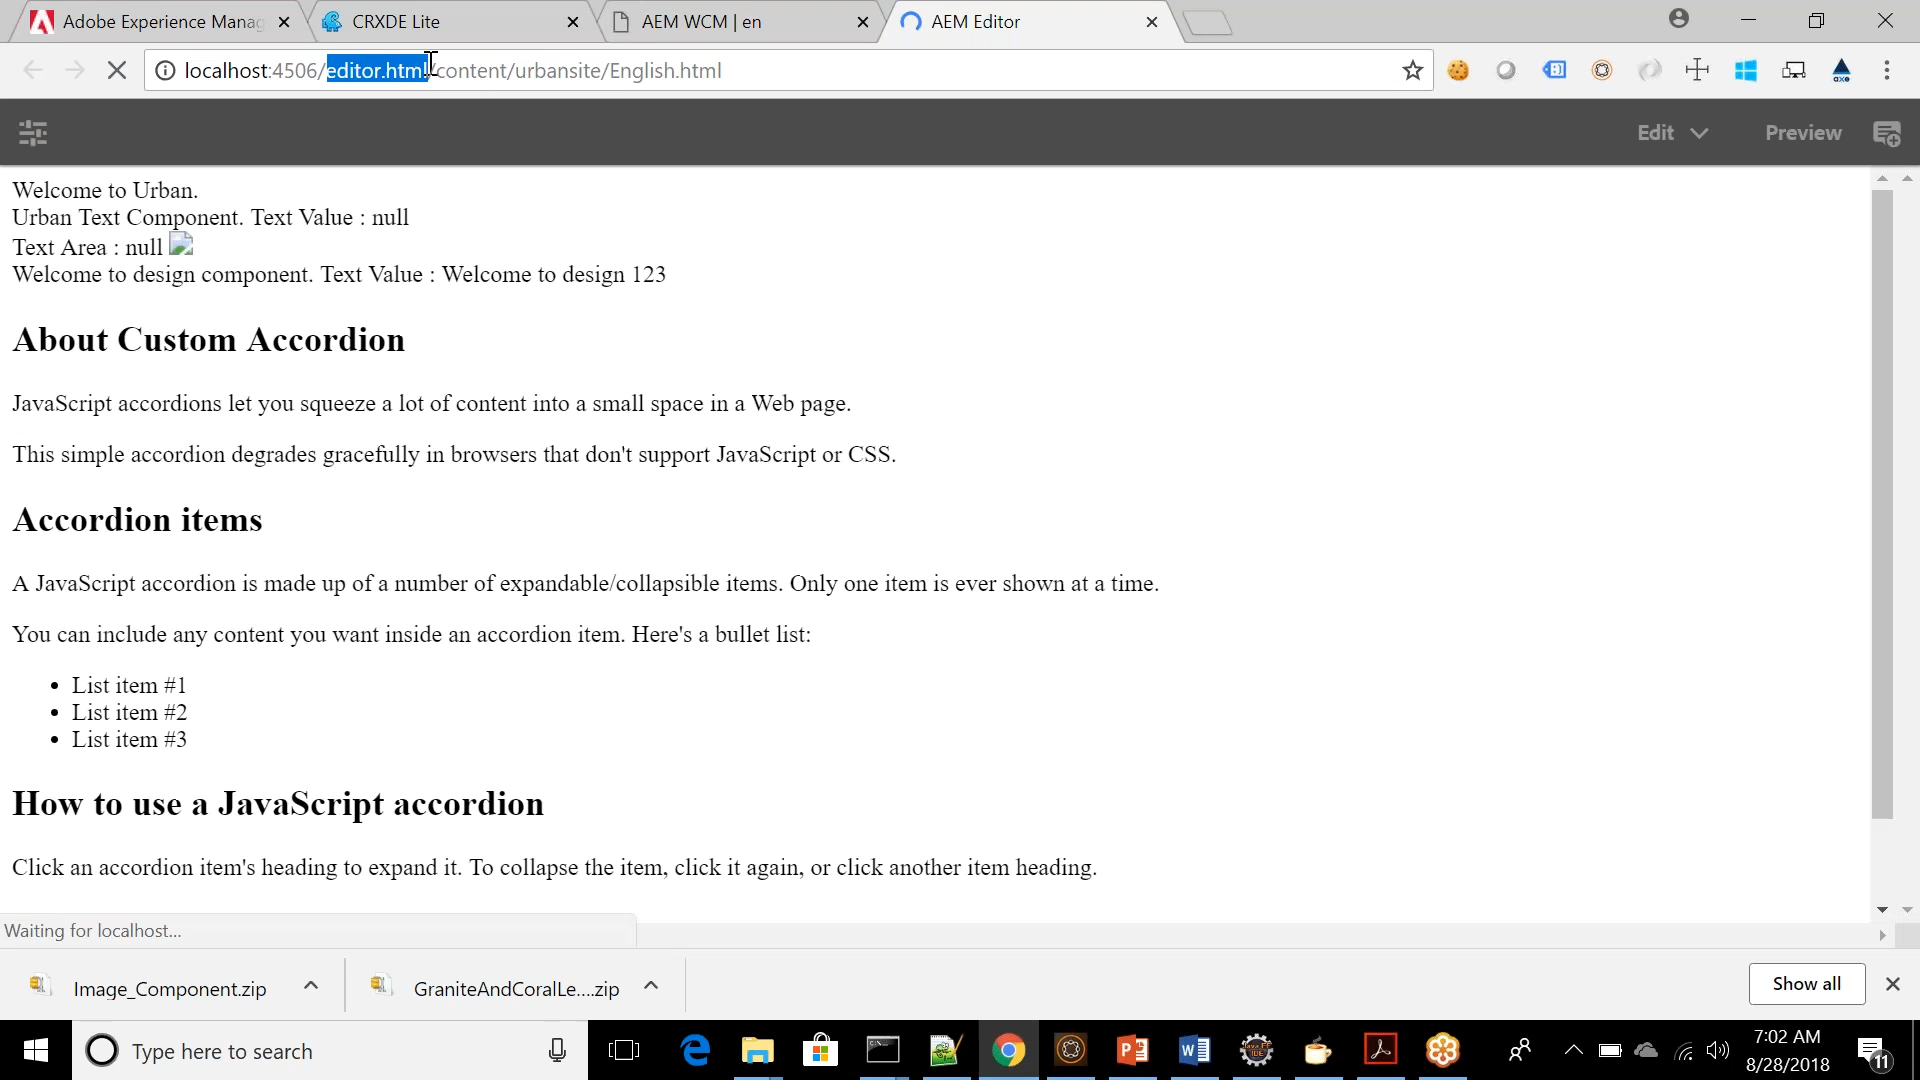 Adobe Experience Manag
CRXDE Lite
AEM WCM | en
AEM Editor
localhost:4506/editor.html/content/urbansite/English.html
Edit
Preview
Welcome to Urban.
Urban Text Component. Text Value : null
Text Area : null
Welcome to design component. Text Value : Welcome to design 123
About Custom Accordion
JavaScript accordions let you squeeze a lot of content into a small space in a Web page.
This simple accordion degrades gracefully in browsers that don't support JavaScript or CSS.
Accordion items
A JavaScript accordion is made up of a number of expandable/collapsible items. Only one item is ever shown at a time.
You can include any content you want inside an accordion item. Here's a bullet list:
• List item #1
• List item #2
• List item #3
How to use a JavaScript accordion
Click an accordion item's heading to expand it. To collapse the item, click it again, or click another item heading.
Waiting for localhost...
Image_Component.zip
GraniteAndCoralLe....zip
Show all
Type here to search
7:02 AM
8/28/2018
11